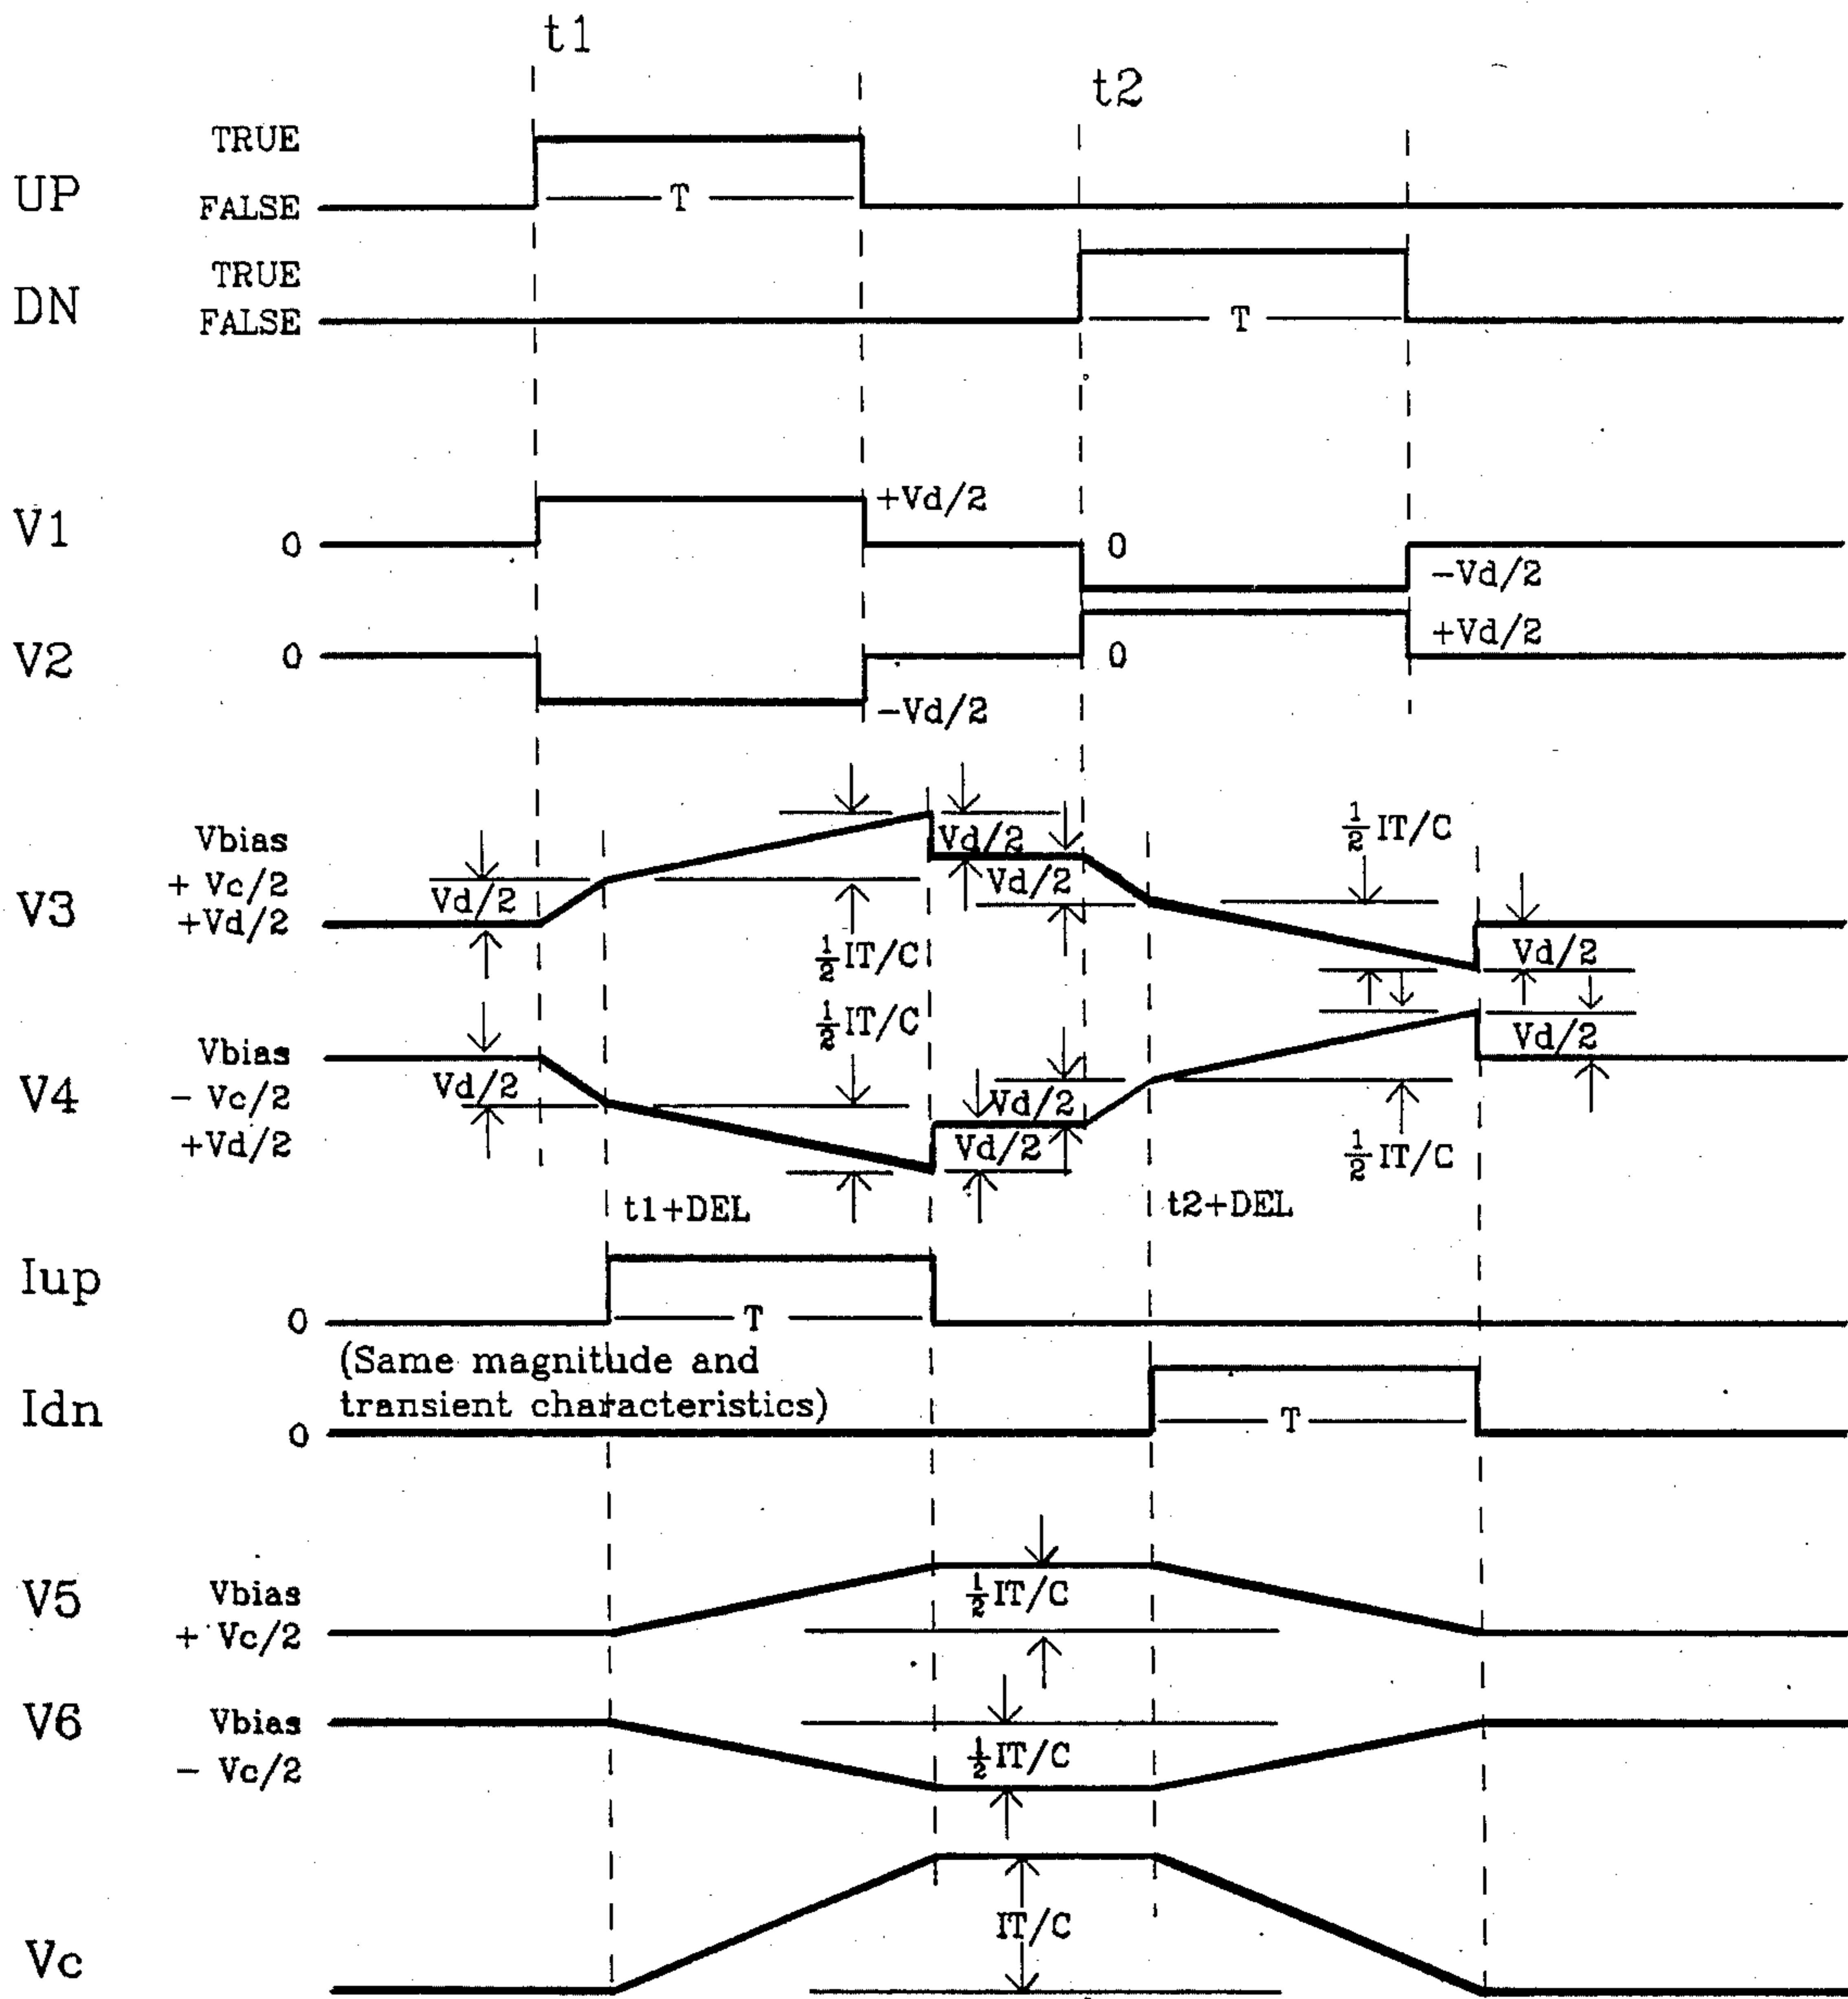 t1
t2
UP
TRUE
FALSE
T
DN
TRUE
FALSE
T
V1
0
+Vd/2
0
-Vd/2
V2
0
-Vd/2
0
+Vd/2
V3
Vbias
+ Vc/2
+Vd/2
Vd/2
½IT/C
Vd/2
Vd/2
½IT/C
Vd/2
V4
Vbias
- Vc/2
+Vd/2
Vd/2
½IT/C
Vd/2
Vd/2
½IT/C
Vd/2
t1+DEL
t2+DEL
Iup
0
T
(Same magnitude and
transient characteristics)
Idn
0
T
V5
Vbias
+ Vc/2
½IT/C
V6
Vbias
- Vc/2
½IT/C
Vc
IT/C